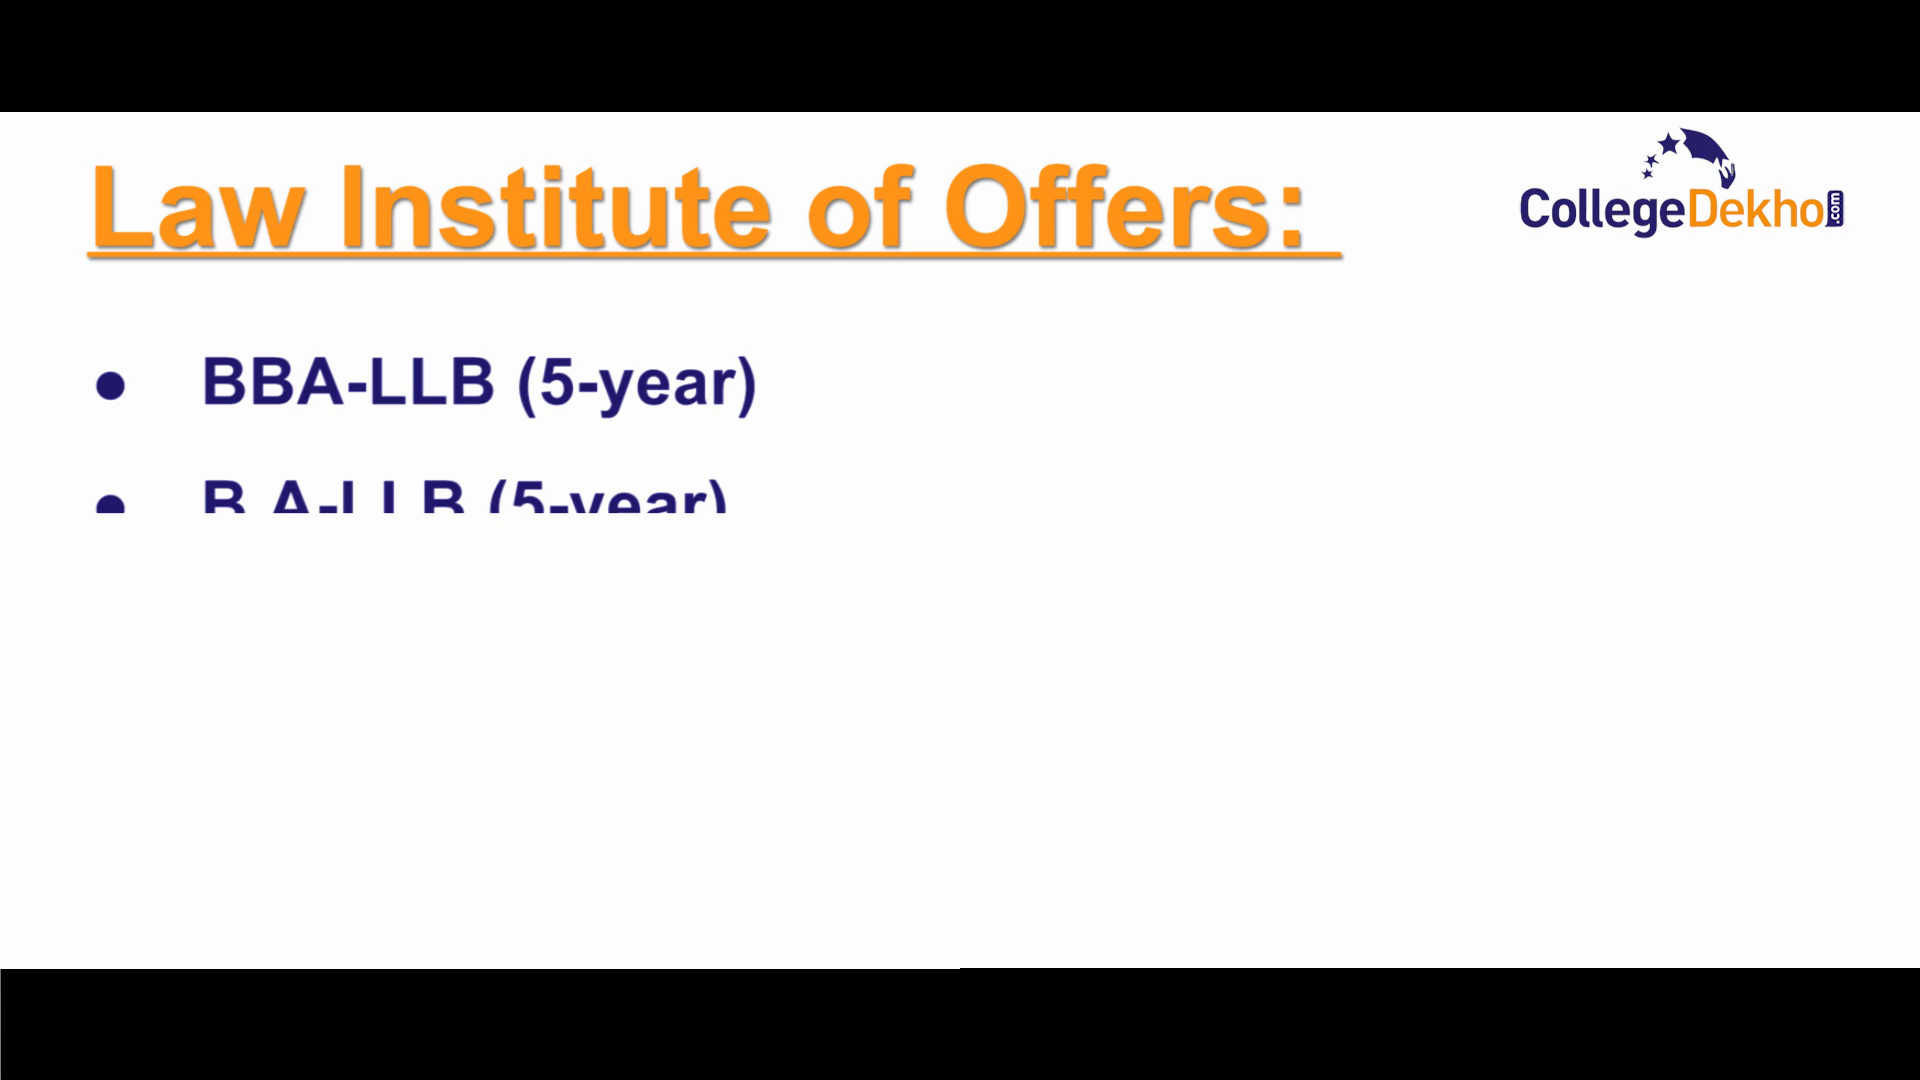 Law Institute of Offers:
CollegeDekho.com
● BBA-LLB (5-year)
● B.A-LLB (5-year)